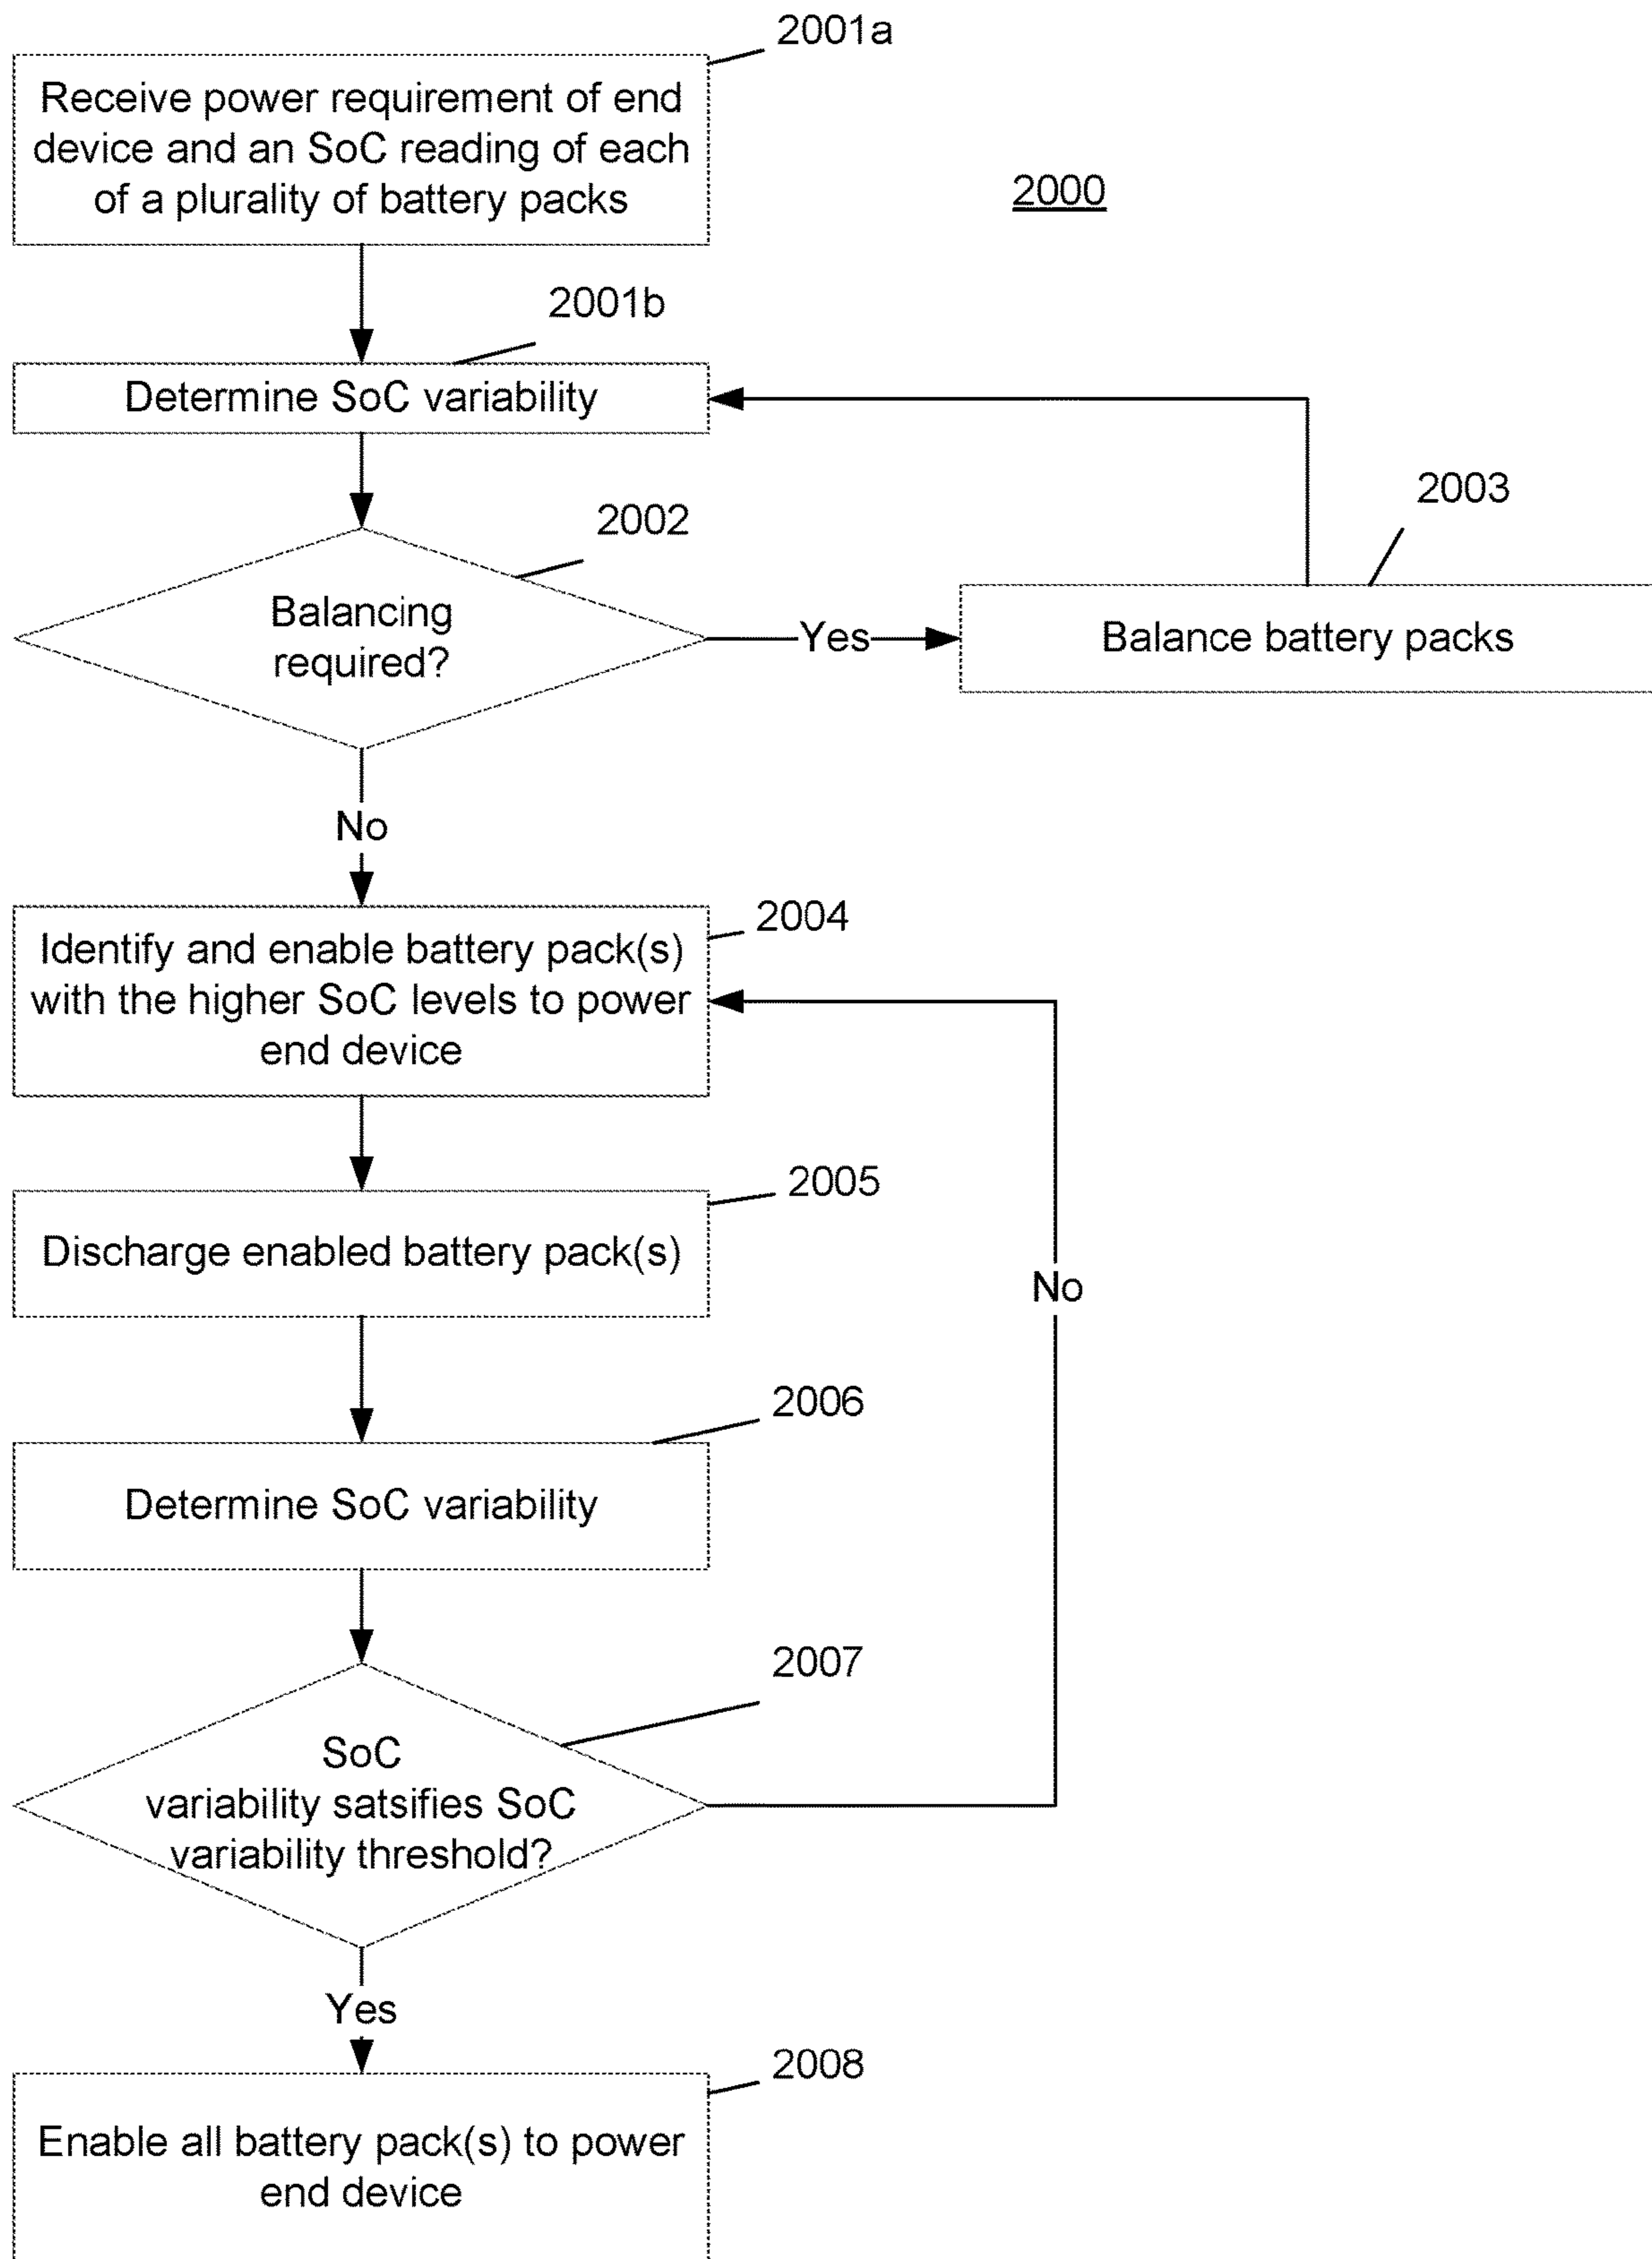 2001a
Receive power requirement of end
device and an SoC reading of each
of a plurality of battery packs
2000
2001b
Determine SoC variability
2002
2003
Balancing
required?
Yes
Balance battery packs
No
2004
Identify and enable battery pack(s)
with the higher SoC levels to power
end device
2005
Discharge enabled battery pack(s)
No
2006
Determine SoC variability
2007
SoC
variability satsifies SoC
variability threshold?
Yes
2008
Enable all battery pack(s) to power
end device